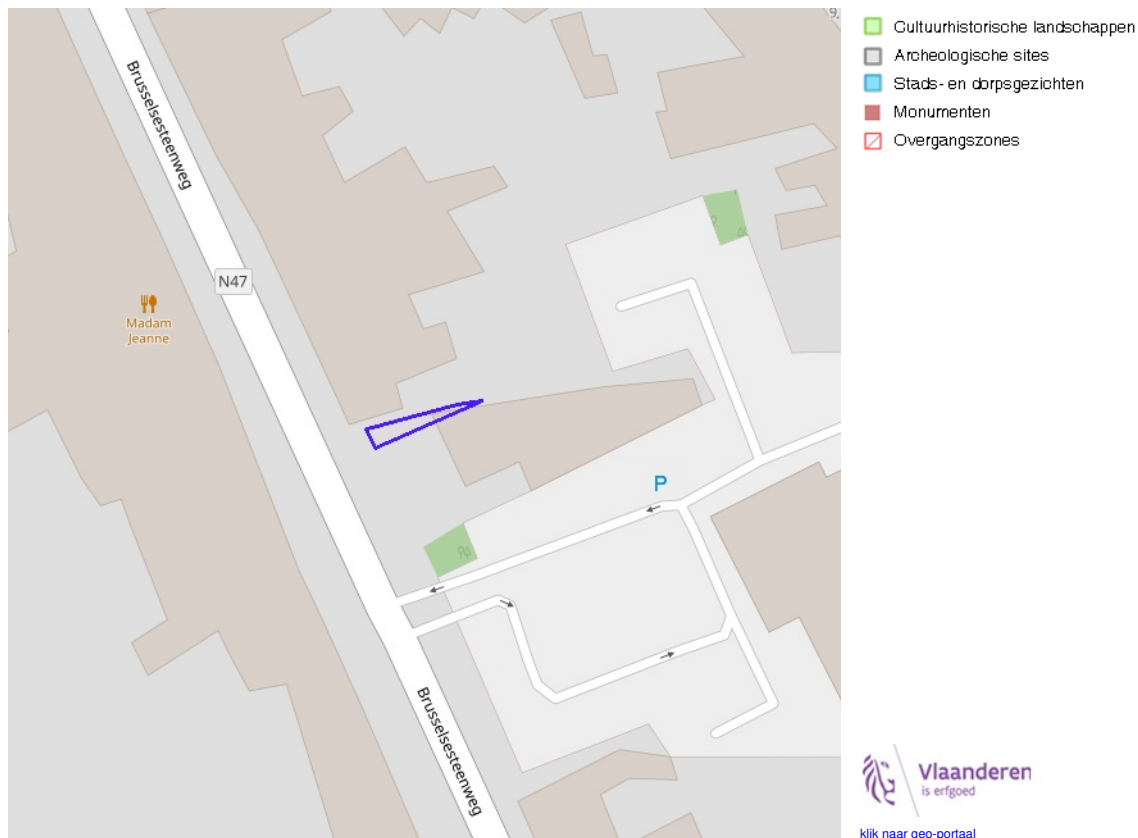 Brusselsesteenweg
N47
Madam
Jeanne
P
Brusselsesteenweg
9.
Cultuurhistorische landschappen
Archeologische sites
Stads- en dorpsgezichten
Monumenten
Overgangszones
Vlaanderen
is erfgoed
klik naar geo-portaal